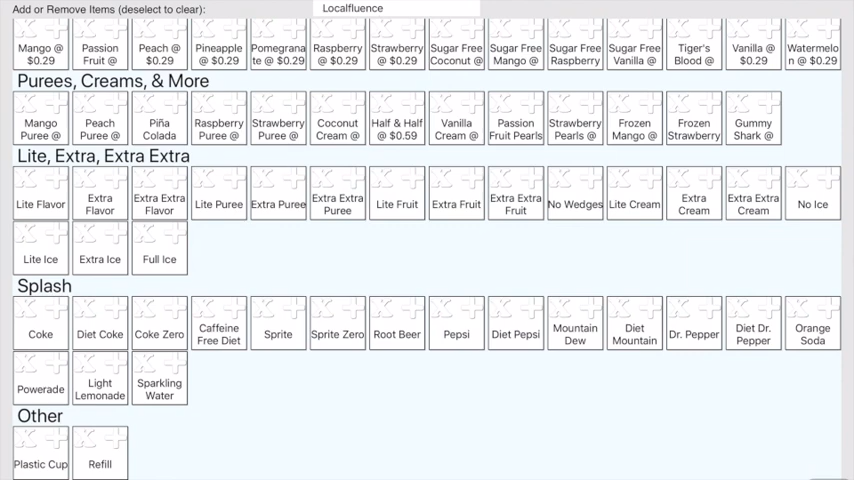 Add or Remove Items (deselect to clear):
Localfluence
Mango @ $0.29
Passion Fruit @
Peach @ $0.29
Pineapple @ $0.29
Pomegrana te @ $0.29
Raspberry @ $0.29
Strawberry @ $0.29
Sugar Free Coconut @
Sugar Free Mango @
Sugar Free Raspberry
Sugar Free Vanilla @
Tiger's Blood @
Vanilla @ $0.29
Watermelo n @ $0.29
Purees, Creams, & More
Mango Puree @
Peach Puree @
Piña Colada
Raspberry Puree @
Strawberry Puree @
Coconut Cream @
Half & Half @ $0.59
Vanilla Cream @
Passion Fruit Pearls
Strawberry Pearls @
Frozen Mango @
Frozen Strawberry
Gummy Shark @
Lite, Extra, Extra Extra
Lite Flavor
Extra Flavor
Extra Extra Flavor
Lite Puree
Extra Puree
Extra Extra Puree
Lite Fruit
Extra Fruit
Extra Extra Fruit
No Wedges
Lite Cream
Extra Cream
Extra Extra Cream
No Ice
Lite Ice
Extra Ice
Full Ice
Splash
Coke
Diet Coke
Coke Zero
Caffeine Free Diet
Sprite
Sprite Zero
Root Beer
Pepsi
Diet Pepsi
Mountain Dew
Diet Mountain
Dr. Pepper
Diet Dr. Pepper
Orange Soda
Powerade
Light Lemonade
Sparkling Water
Other
Plastic Cup
Refill